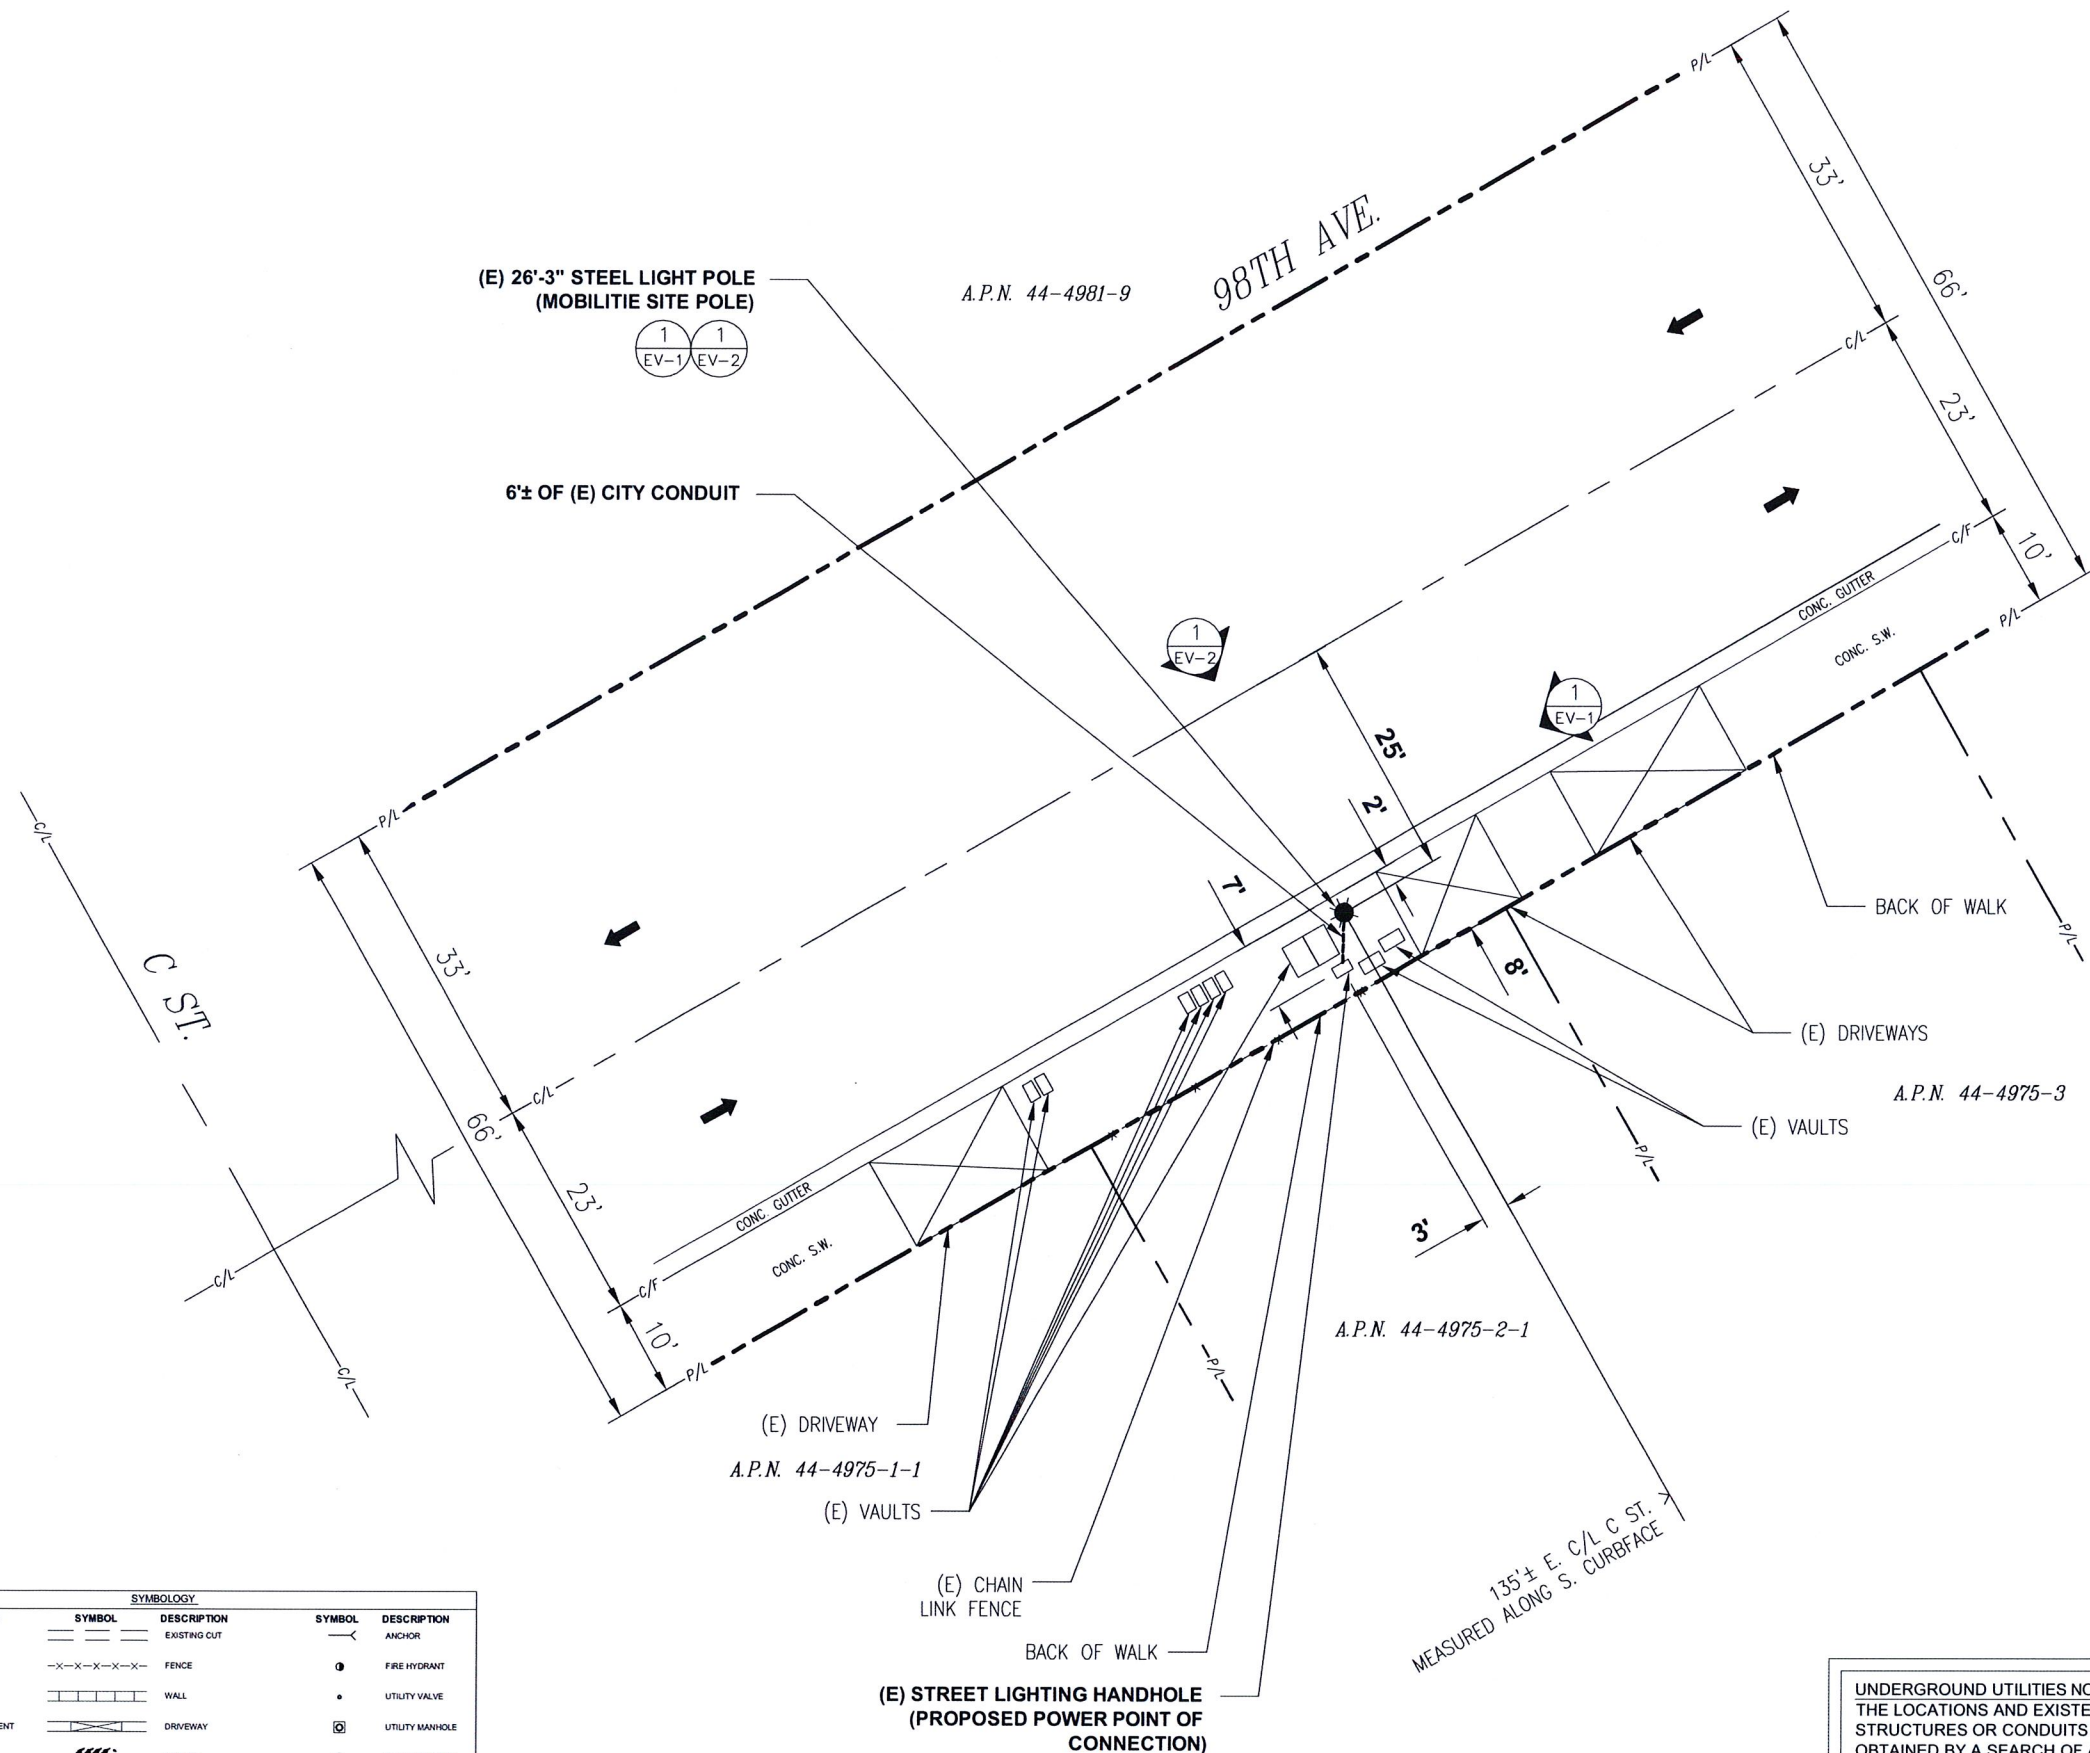 P/L
33'
66'
98TH AVE.
(E) 26'-3" STEEL LIGHT POLE
(MOBILITIE SITE POLE)
1
EV-1
1
EV-2
A.P.N. 44-4981-9
C/L
23'
6'± OF (E) CITY CONDUIT
C/F
10'
CONC. GUTTER
P/L
CONC. S.W.
1
EV-2
1
EV-1
25'
2'
7'
8'
P/L
C/L
BACK OF WALK
P/L
C ST.
33'
(E) DRIVEWAYS
A.P.N. 44-4975-3
(E) VAULTS
P/L
C/L
66'
23'
CONC. GUTTER
CONC. S.W.
3'
C/L
C/F
10'
P/L
C/L
P/L
A.P.N. 44-4975-2-1
(E) DRIVEWAY
A.P.N. 44-4975-1-1
(E) VAULTS
135'± E. C/L C ST.
MEASURED ALONG S. CURBFACE
(E) CHAIN
LINK FENCE
BACK OF WALK
(E) STREET LIGHTING HANDHOLE
(PROPOSED POWER POINT OF
CONNECTION)
SYMBOLOGY
SYMBOL DESCRIPTION SYMBOL DESCRIPTION
EXISTING CUT ANCHOR
FENCE FIRE HYDRANT
WALL UTILITY VALVE
ENT DRIVEWAY UTILITY MANHOLE
UNDERGROUND UTILITIES NO
THE LOCATIONS AND EXISTE
STRUCTURES OR CONDUITS
OBTAINED BY A SEARCH OF